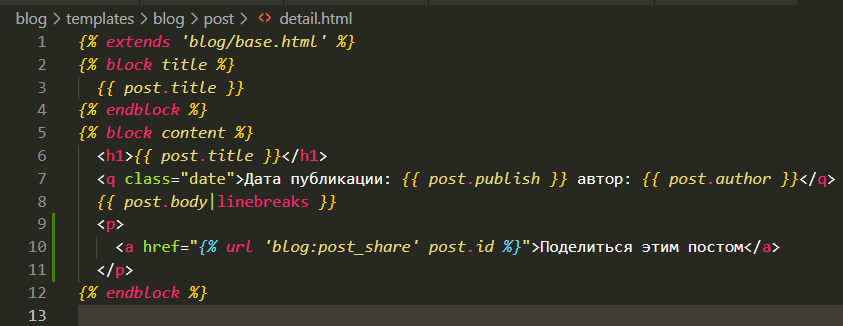 blog > templates > blog > post > <> detail.html
1 {% extends 'blog/base.html' %}
2 {% block title %}
3 {{ post.title }}
4 {% endblock %}
5 {% block content %}
6 <h1>{{ post.title }}</h1>
7 <q class="date">Дата публикации: {{ post.publish }} автор: {{ post.author }}</q>
8 {{ post.body|linebreaks }}
9 <p>
10 <a href="{% url 'blog:post_share' post.id %}">Поделиться этим постом</a>
11 </p>
12 {% endblock %}
13